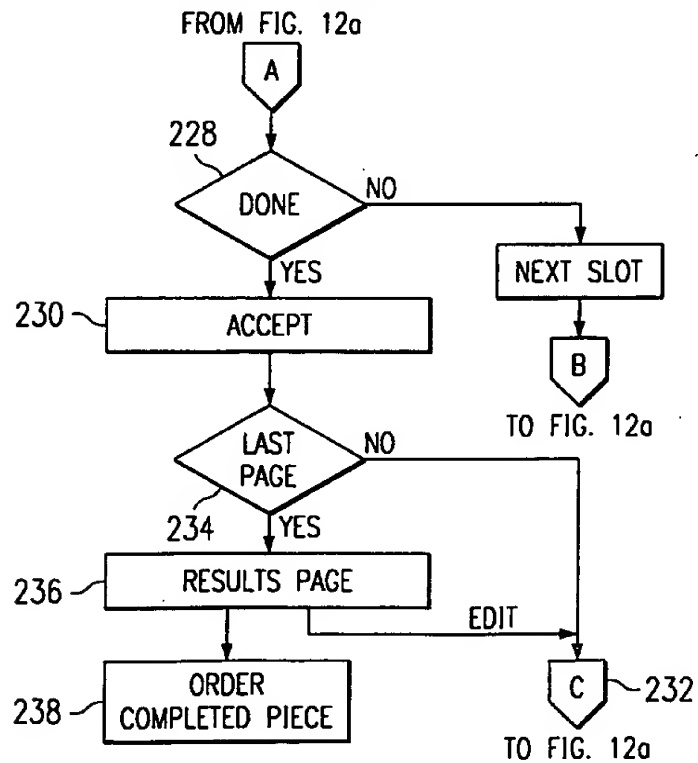 FROM FIG. 12a
A
228
DONE
NO
YES
NEXT SLOT
230
ACCEPT
B
TO FIG. 12a
LAST
PAGE
NO
234
YES
236
RESULTS PAGE
EDIT
238
ORDER
COMPLETED PIECE
C
232
TO FIG. 12a